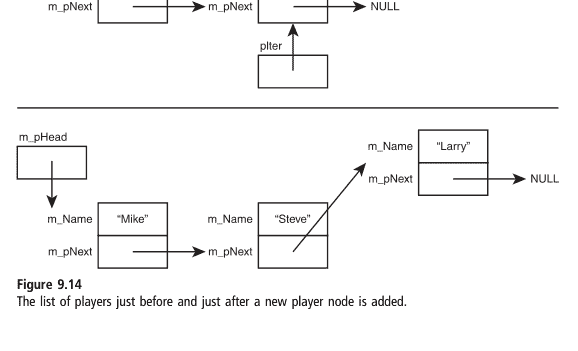 m_pNext m_pNext NULL
pIter
m_pHead
m_Name "Larry"
m_pNext NULL
m_Name "Mike" m_Name "Steve"
m_pNext m_pNext
Figure 9.14
The list of players just before and just after a new player node is added.